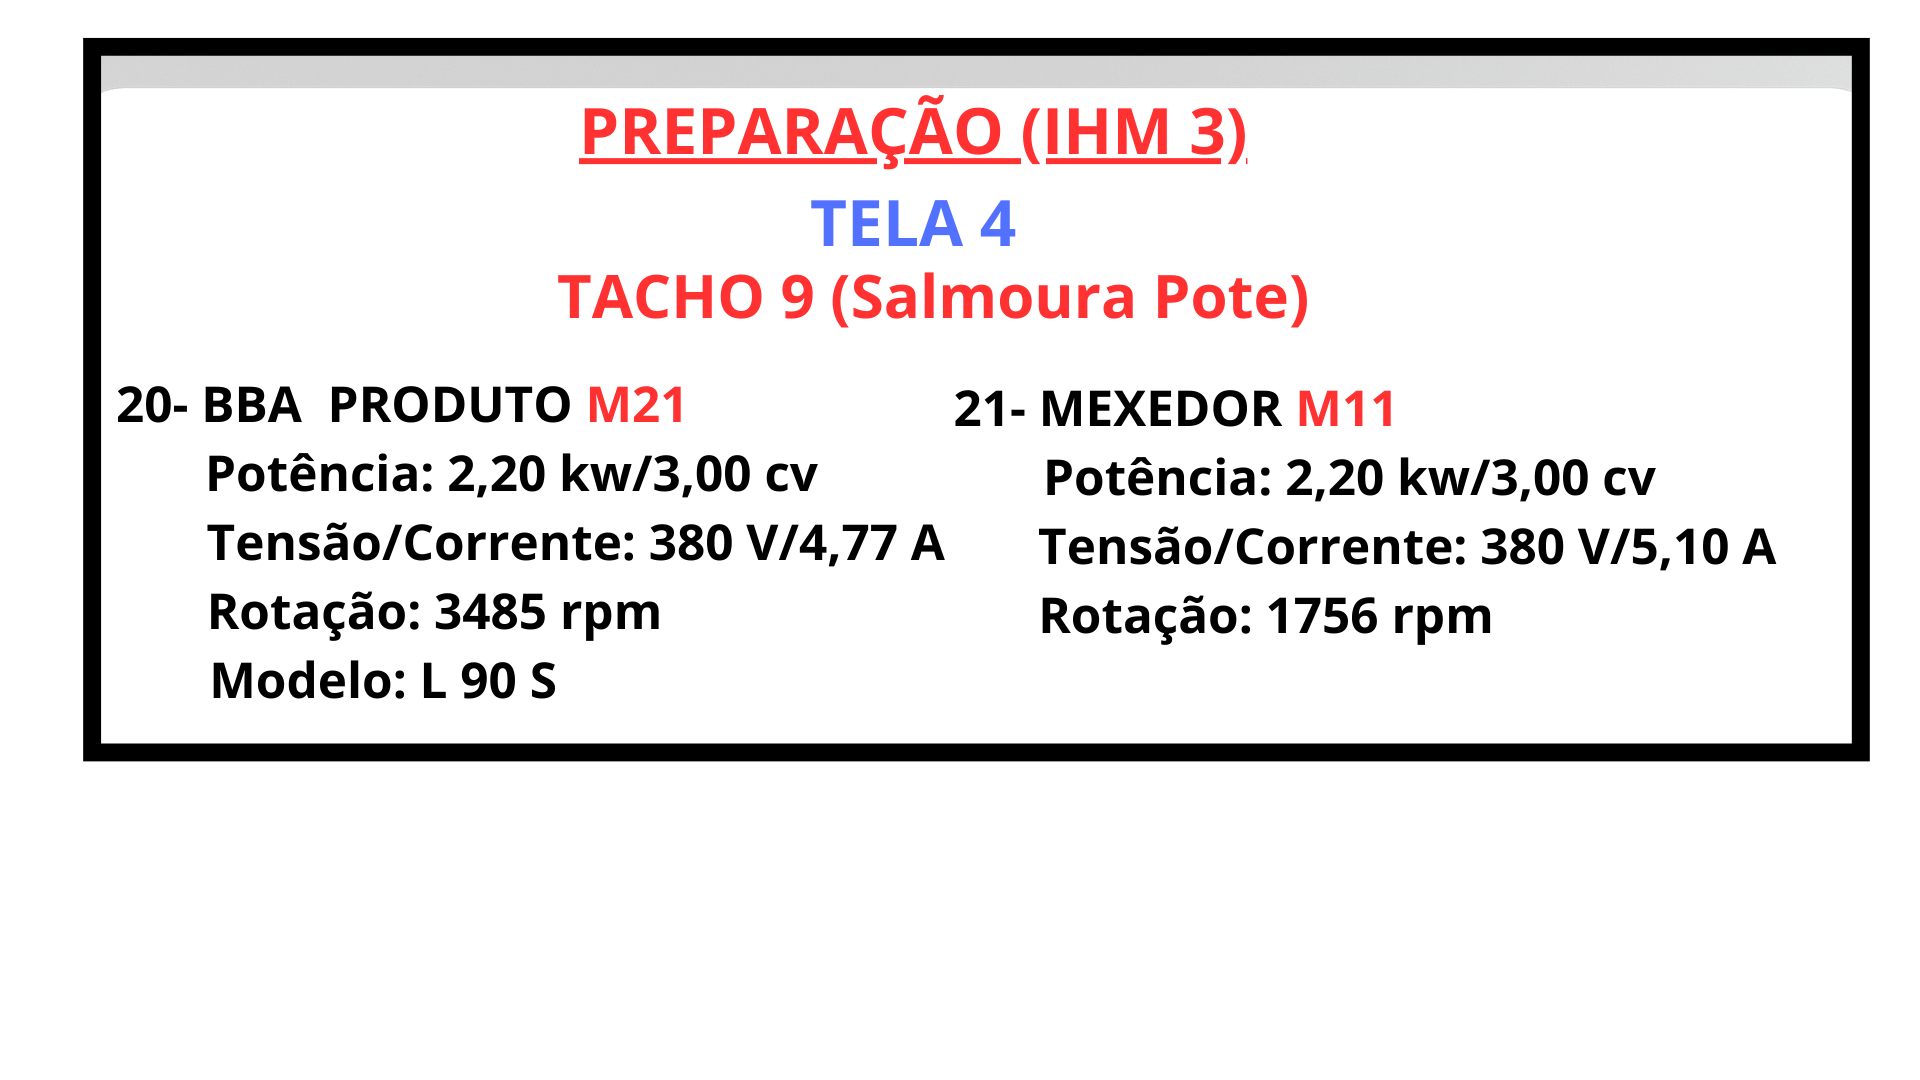 PREPARAÇÃO (IHM 3)
TELA 4
TACHO 9 (Salmoura Pote)
20- BBA  PRODUTO M21
Potência: 2,20 kw/3,00 cv
Tensão/Corrente: 380 V/4,77 A
Rotação: 3485 rpm
Modelo: L 90 S
21- MEXEDOR M11
Potência: 2,20 kw/3,00 cv
Tensão/Corrente: 380 V/5,10 A
Rotação: 1756 rpm